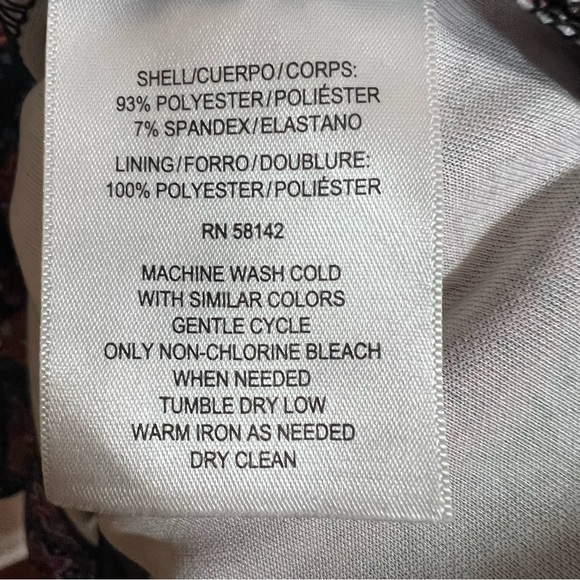 SHELL/CUERPO/CORPS:
93% POLYESTER/POLIÉSTER
7% SPANDEX/ELASTANO
LINING/FORRO/DOUBLURE:
100% POLYESTER/POLIÉSTER
RN 58142
MACHINE WASH COLD
WITH SIMILAR COLORS
GENTLE CYCLE
ONLY NON-CHLORINE BLEACH
WHEN NEEDED
TUMBLE DRY LOW
WARM IRON AS NEEDED
DRY CLEAN